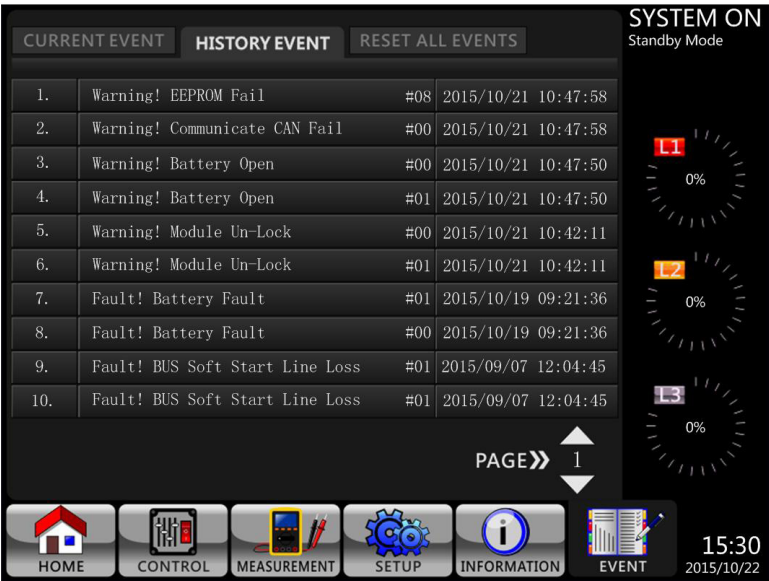 CURRENT EVENT HISTORY EVENT RESET ALL EVENTS
SYSTEM ON
Standby Mode
1. Warning! EEPROM Fail #08 2015/10/21 10:47:58
2. Warning! Communicate CAN Fail #00 2015/10/21 10:47:58
3. Warning! Battery Open #00 2015/10/21 10:47:50
4. Warning! Battery Open #01 2015/10/21 10:47:50
5. Warning! Module Un-Lock #00 2015/10/21 10:42:11
6. Warning! Module Un-Lock #01 2015/10/21 10:42:11
7. Fault! Battery Fault #01 2015/10/19 09:21:36
8. Fault! Battery Fault #00 2015/10/19 09:21:36
9. Fault! BUS Soft Start Line Loss #01 2015/09/07 12:04:45
10. Fault! BUS Soft Start Line Loss #01 2015/09/07 12:04:45
L1
0%
L2
0%
L3
0%
PAGE 1
HOME CONTROL MEASUREMENT SETUP INFORMATION EVENT
15:30
2015/10/22